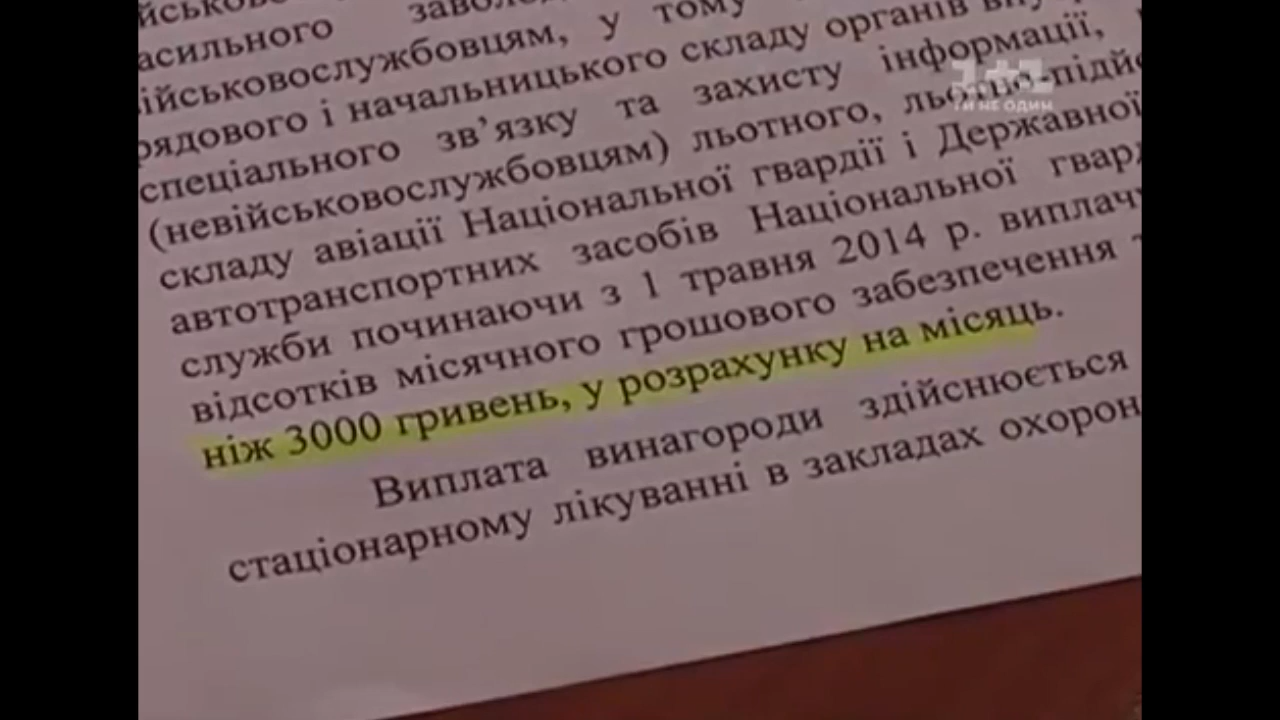 військовослужбовцям, у тому
рядового і начальницького складу органів
спеціального зв'язку та захисту інформації,
(невійськовослужбовцям) льотного,
складу авіації Національної гвардії і Державної
автотранспортних засобів Національної
служби починаючи з 1 травня 2014 р.
відсотків місячного грошового забезпечення
ніж 3000 гривень, у розрахунку на місяць.
Виплата винагороди здійснюється
стаціонарному лікуванні в закладах
1+1
ТИ НЕ ОДИН